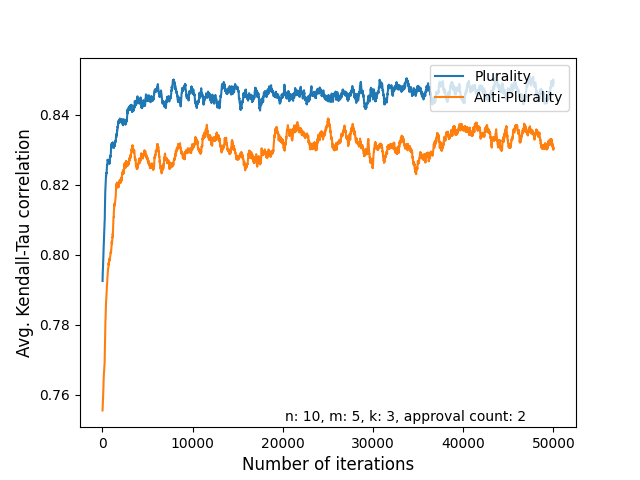 Plurality
Anti-Plurality
0.84
0.82
0.80
0.78
0.76
Avg. Kendall-Tau correlation
n: 10, m: 5, k: 3, approval count: 2
0 10000 20000 30000 40000 50000
Number of iterations